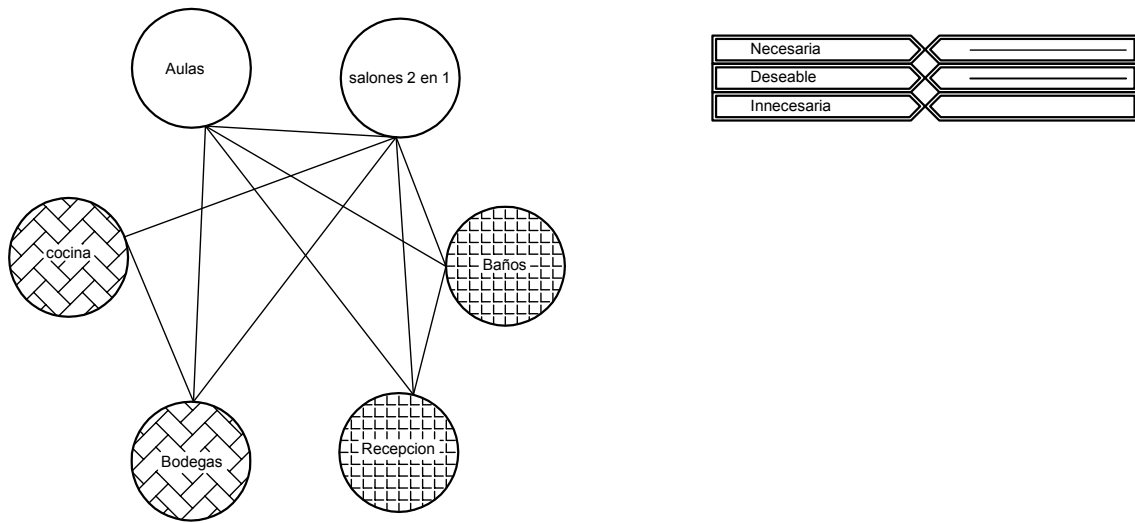 Aulas
salones 2 en 1
cocina
Baños
Bodegas
Recepcion
Necesaria
Deseable
Innecesaria